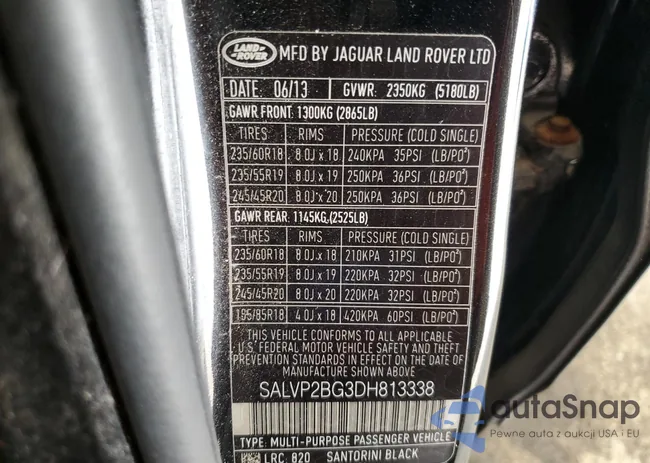 LAND ROVER MFD BY JAGUAR LAND ROVER LTD
DATE: 06/13 GVWR: 2350KG (5180LB)
GAWR FRONT: 1300KG (2865LB)
TIRES RIMS PRESSURE (COLD SINGLE)
235/60R18 8.0J x 18 240KPA 35PSI (LB/PO²)
235/55R19 8.0J x 19 250KPA 36PSI (LB/PO²)
245/45R20 8.0J x 20 250KPA 36PSI (LB/PO²)
GAWR REAR: 1145KG (2525LB)
TIRES RIMS PRESSURE (COLD SINGLE)
235/60R18 8.0J x 18 210KPA 31PSI (LB/PO²)
235/55R19 8.0J x 19 220KPA 32PSI (LB/PO²)
245/45R20 8.0J x 20 220KPA 32PSI (LB/PO²)
155/85R18 4.0J x 18 420KPA 60PSI (LB/PO²)
THIS VEHICLE CONFORMS TO ALL APPLICABLE
U.S. FEDERAL MOTOR VEHICLE SAFETY AND THEFT
PREVENTION STANDARDS IN EFFECT ON THE DATE OF
MANUFACTURE SHOWN ABOVE
SALVP2BG3DH813338
TYPE: MULTI-PURPOSE PASSENGER VEHICLE
LRC: 820 SANTORINI BLACK
autoSnap
Pewne auta z aukcji USA i EU